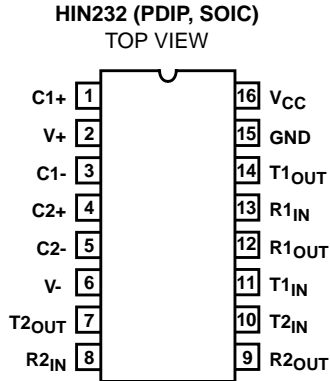 HIN232 (PDIP, SOIC)
TOP VIEW
C1+ 1 16 VCC
V+ 2 15 GND
C1- 3 14 T1OUT
C2+ 4 13 R1IN
C2- 5 12 R1OUT
V- 6 11 T1IN
T2OUT 7 10 T2IN
R2IN 8 9 R2OUT